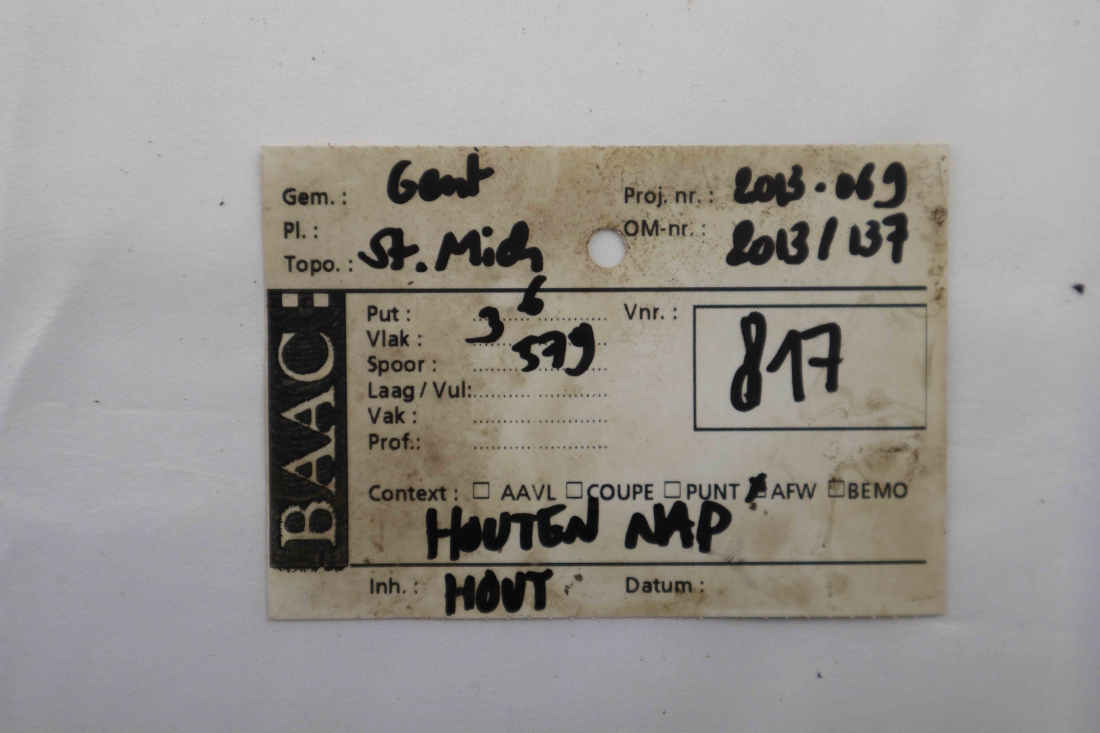 Gem. : Gent Proj. nr. : 2013-069
Pl. : OM-nr. : 2013/137
Topo. : St. Mich
BAAC
Put : 6 Vnr. : 817
Vlak : 3
Spoor : 579
Laag / Vul:
Vak :
Prof.:
Context : ☐ AAVL ☐ COUPE ☐ PUNT ☒ AFW ☐ BEMO
HOUTEN NAP
Inh. : HOUT Datum :